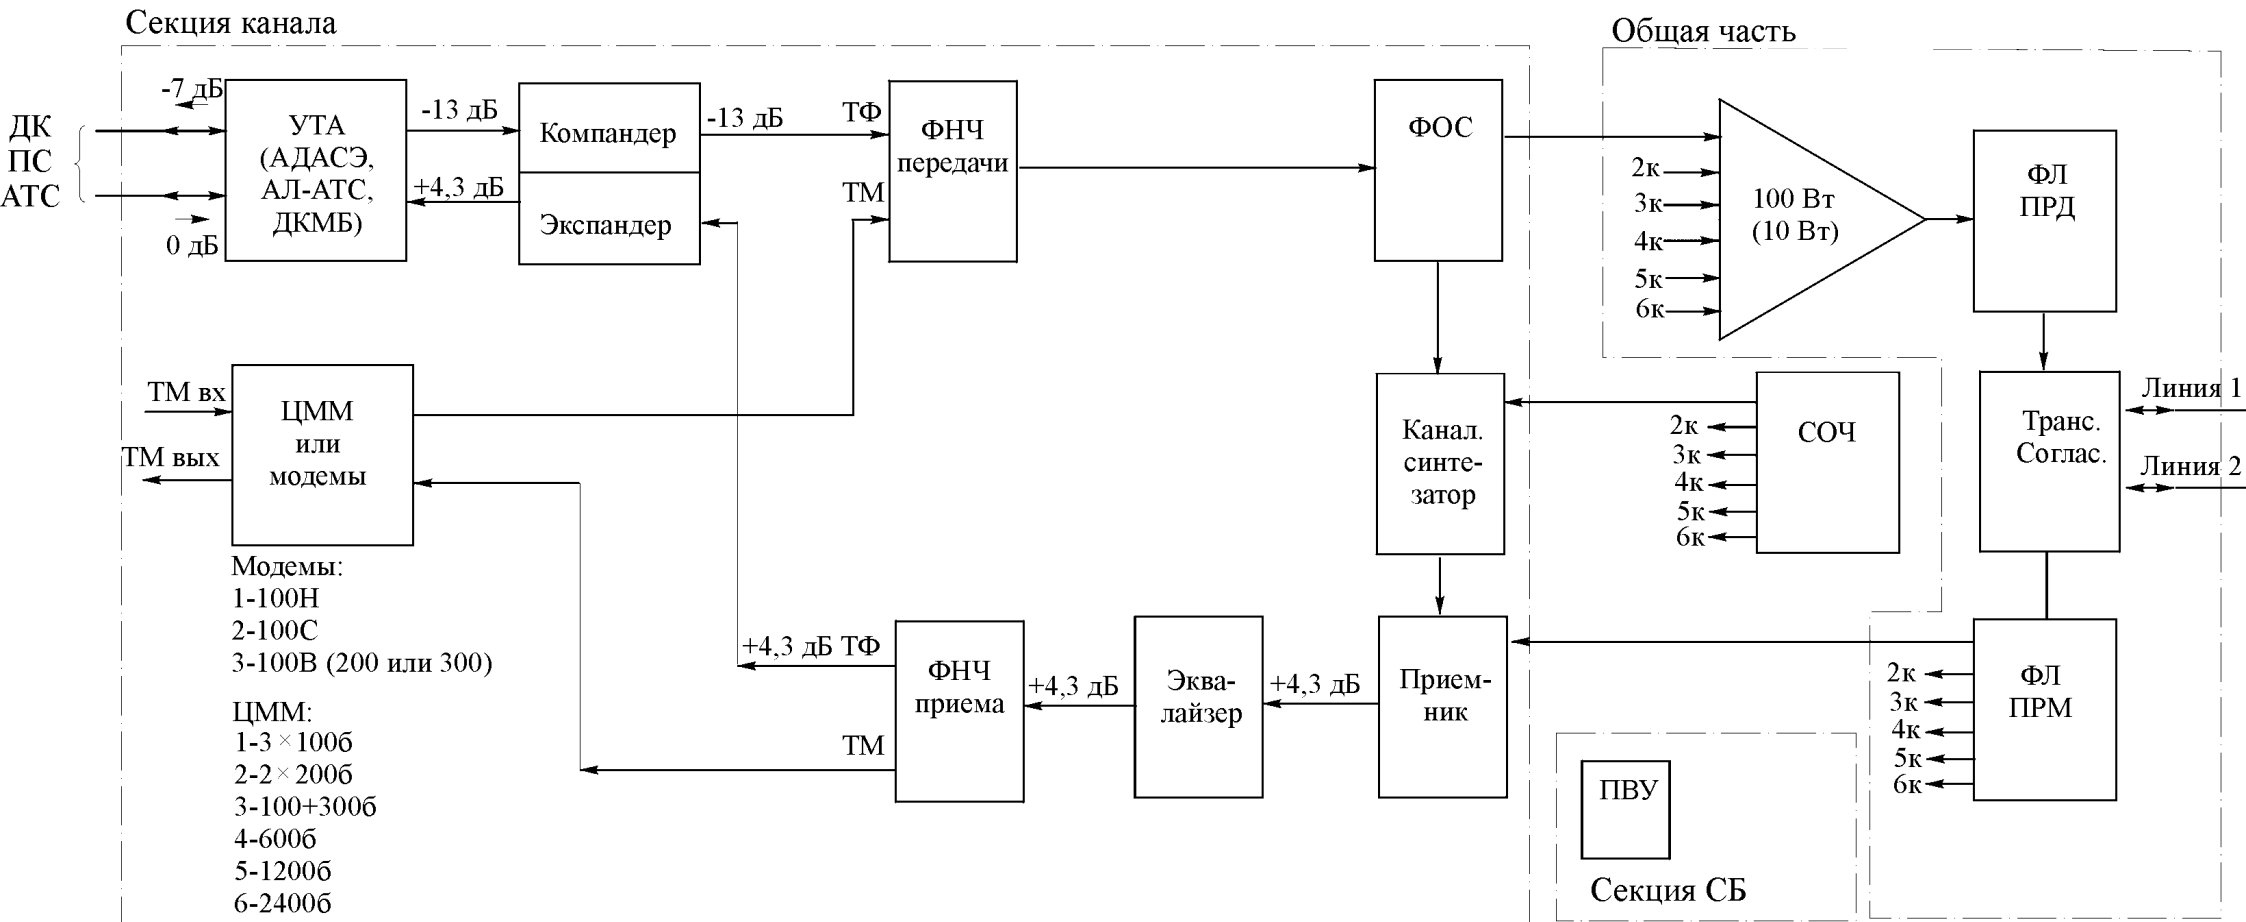 Секция канала
Общая часть
-7 дБ
ДК
ПС
АТС
0 дБ
УТА
(АДАСЭ,
АЛ-АТС,
ДКМБ)
-13 дБ
+4,3 дБ
Компандер
Экспандер
-13 дБ
ТФ
ТМ
ФНЧ
передачи
ФОС
2к
3к
4к
5к
6к
100 Вт
(10 Вт)
ФЛ
ПРД
ТМ вх
ТМ вых
ЦММ
или
модемы
Канал.
синте-
затор
2к
3к
4к
5к
6к
СОЧ
Транс.
Соглас.
Линия 1
Линия 2
Модемы:
1-100Н
2-100С
3-100В (200 или 300)
ЦММ:
1-3 × 100б
2-2 × 200б
3-100+300б
4-600б
5-1200б
6-2400б
+4,3 дБ ТФ
ТМ
ФНЧ
приема
+4,3 дБ
Эква-
лайзер
+4,3 дБ
Прием-
ник
2к
3к
4к
5к
6к
ФЛ
ПРМ
ПВУ
Секция СБ